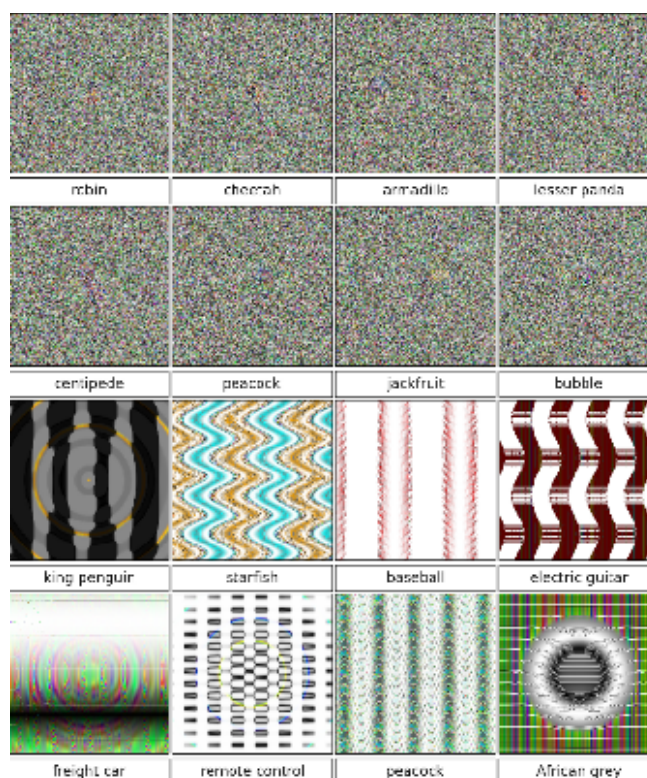 robin cheetah armadillo lesser panda
centipede peacock jackfruit bubble
king penguin starfish baseball electric guitar
freight car remote control peacock African grey